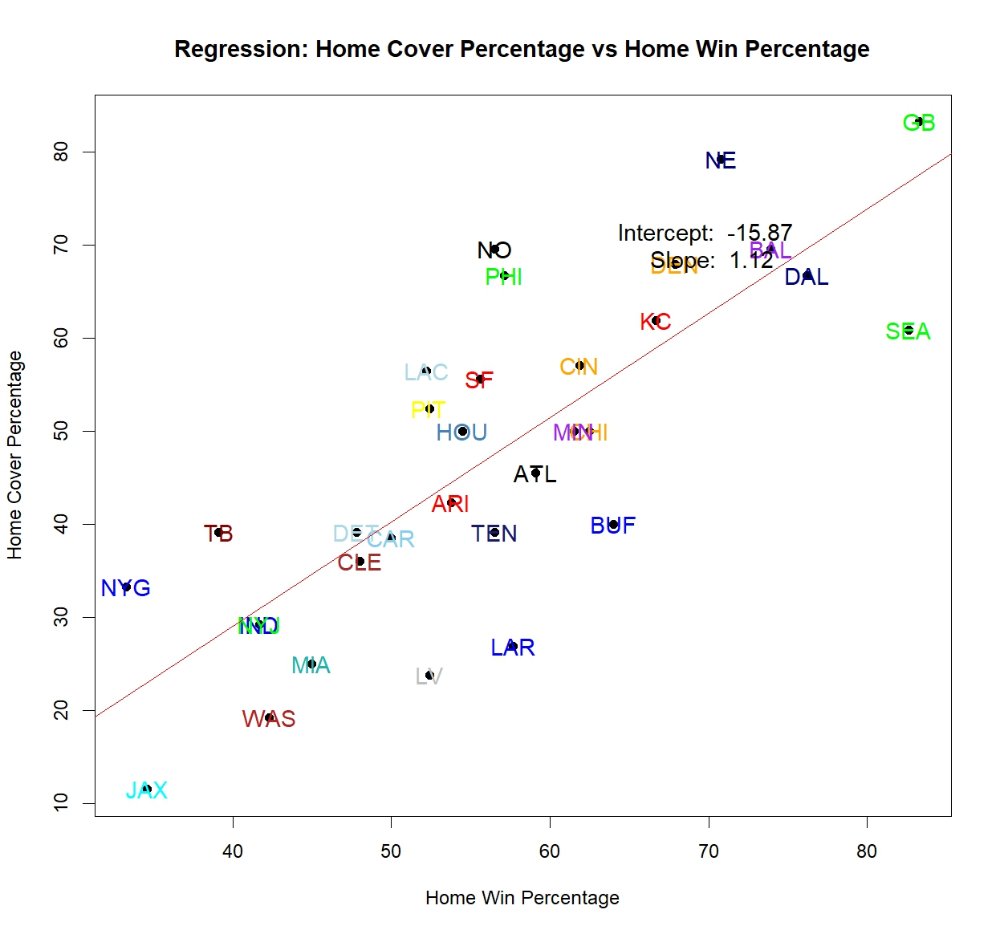 Regression: Home Cover Percentage vs Home Win Percentage
Home Cover Percentage
80
70
60
50
40
30
20
10
GB
NE
Intercept: -15.87
NO
BAL
Slope: 1.12
DEN
PHI
DAL
KC
SEA
CIN
LAC
SF
PIT
HOU
MIN
CHI
ATL
ARI
TB
DET
CAR
TEN
BUF
CLE
NYG
IND
NYJ
LAR
MIA
LV
WAS
JAX
40 50 60 70 80
Home Win Percentage